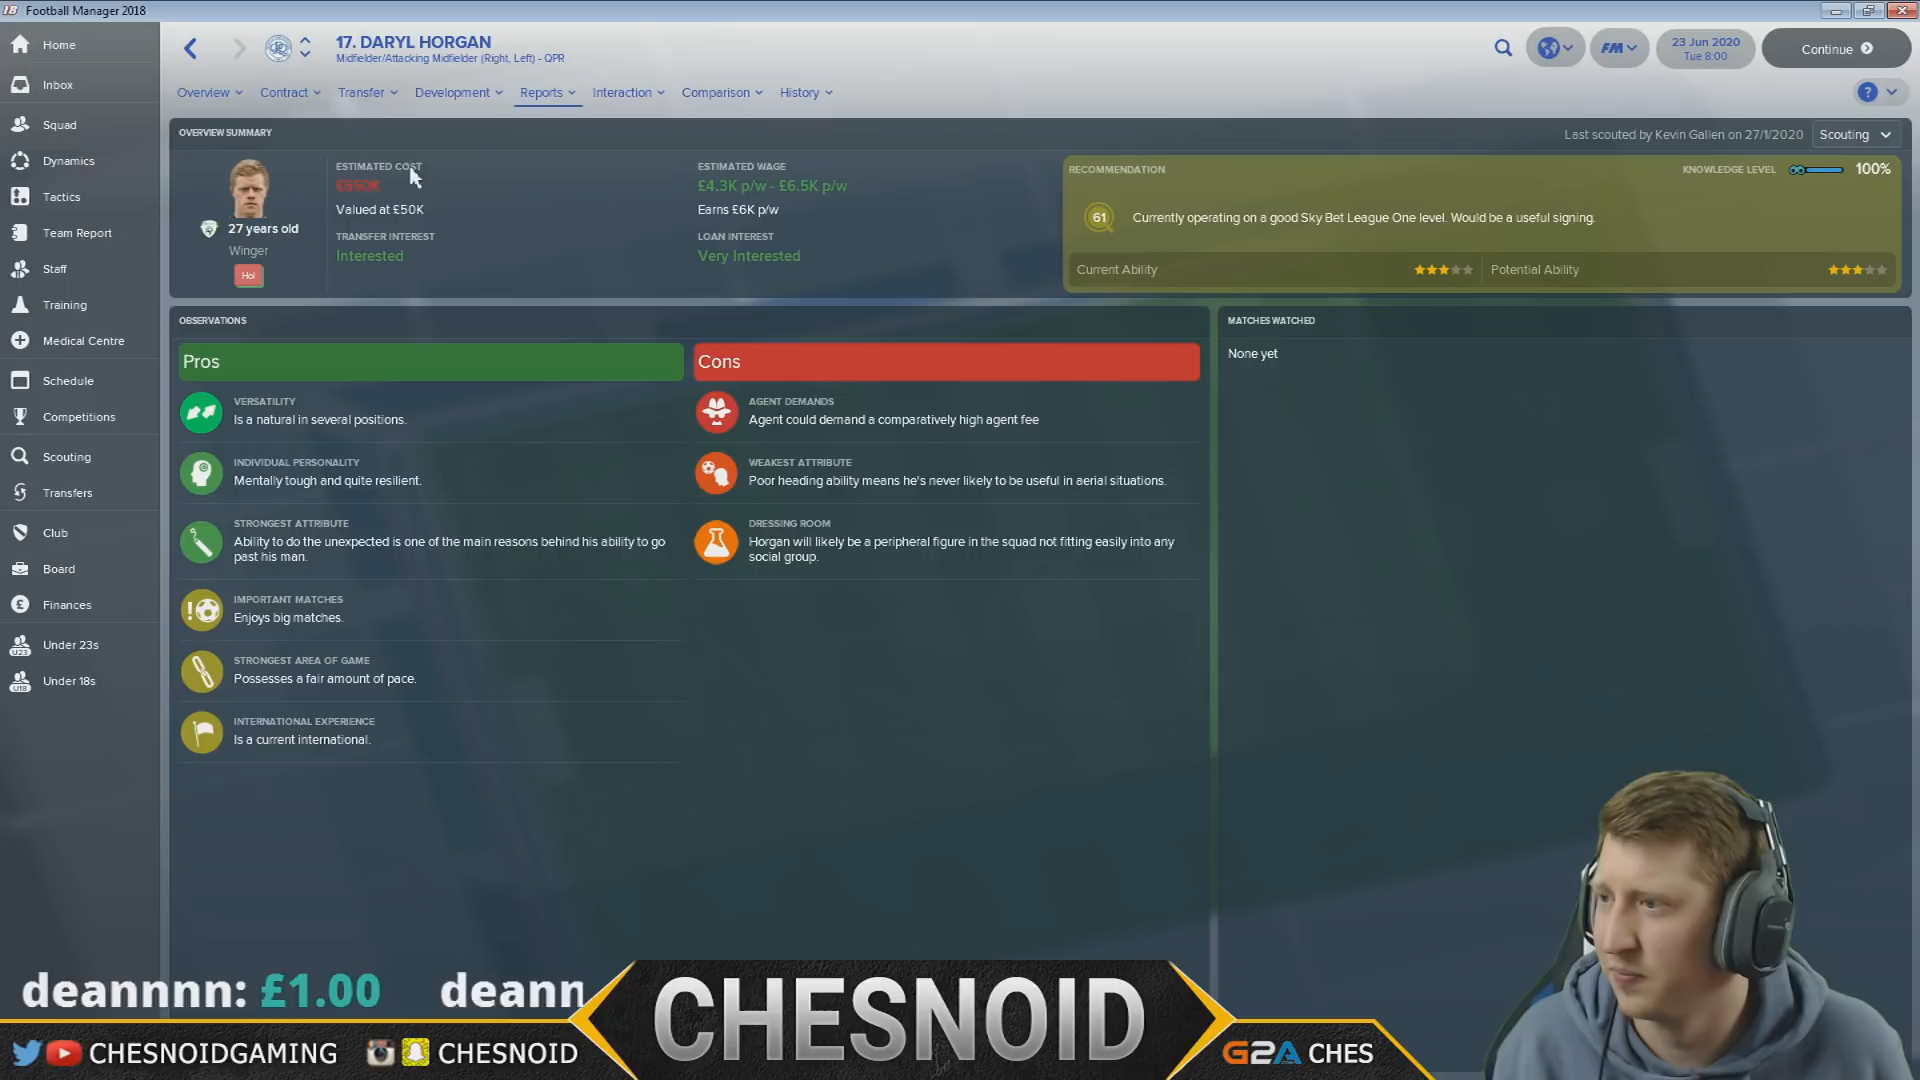 Football Manager 2018
Home
Inbox
Squad
Dynamics
Tactics
Team Report
Staff
Training
Medical Centre
Schedule
Competitions
Scouting
Transfers
Club
Board
Finances
Under 23s
Under 18s
17. DARYL HORGAN
Midfielder/Attacking Midfielder (Right, Left) - QPR
FM
23 Jun 2020
Tue 8:00
Continue
Overview
Contract
Transfer
Development
Reports
Interaction
Comparison
History
?
OVERVIEW SUMMARY
Last scouted by Kevin Gallen on 27/1/2020
Scouting
27 years old
Winger
Hol
ESTIMATED COST
£650K
Valued at £50K
TRANSFER INTEREST
Interested
ESTIMATED WAGE
£4.3K p/w - £6.5K p/w
Earns £6K p/w
LOAN INTEREST
Very Interested
RECOMMENDATION
KNOWLEDGE LEVEL 100%
61 Currently operating on a good Sky Bet League One level. Would be a useful signing.
Current Ability
Potential Ability
OBSERVATIONS
Pros
VERSATILITY
Is a natural in several positions.
INDIVIDUAL PERSONALITY
Mentally tough and quite resilient.
STRONGEST ATTRIBUTE
Ability to do the unexpected is one of the main reasons behind his ability to go
past his man.
IMPORTANT MATCHES
Enjoys big matches.
STRONGEST AREA OF GAME
Possesses a fair amount of pace.
INTERNATIONAL EXPERIENCE
Is a current international.
Cons
AGENT DEMANDS
Agent could demand a comparatively high agent fee
WEAKEST ATTRIBUTE
Poor heading ability means he's never likely to be useful in aerial situations.
DRESSING ROOM
Horgan will likely be a peripheral figure in the squad not fitting easily into any
social group.
MATCHES WATCHED
None yet
deannnn: £1.00 deann
CHESNOID
CHESNOIDGAMING
CHESNOID
G2A CHES